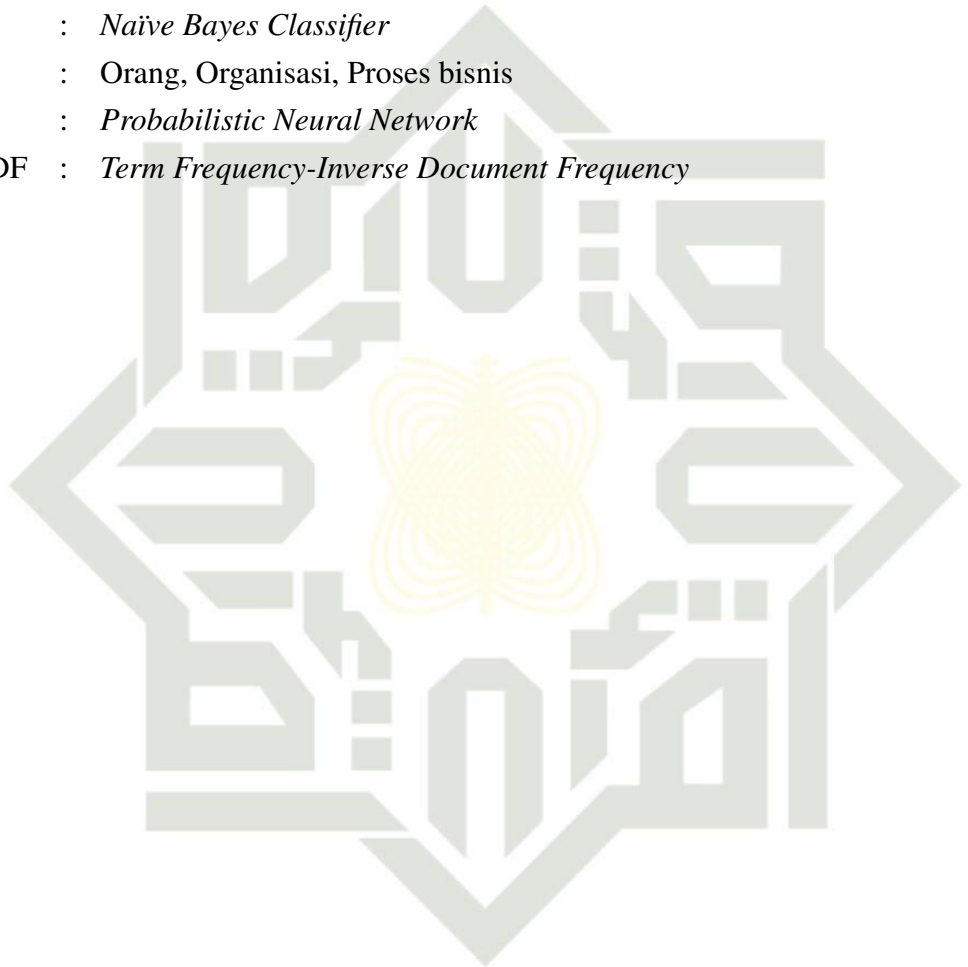 : Naïve Bayes Classifier
: Orang, Organisasi, Proses bisnis
: Probabilistic Neural Network
DF : Term Frequency-Inverse Document Frequency